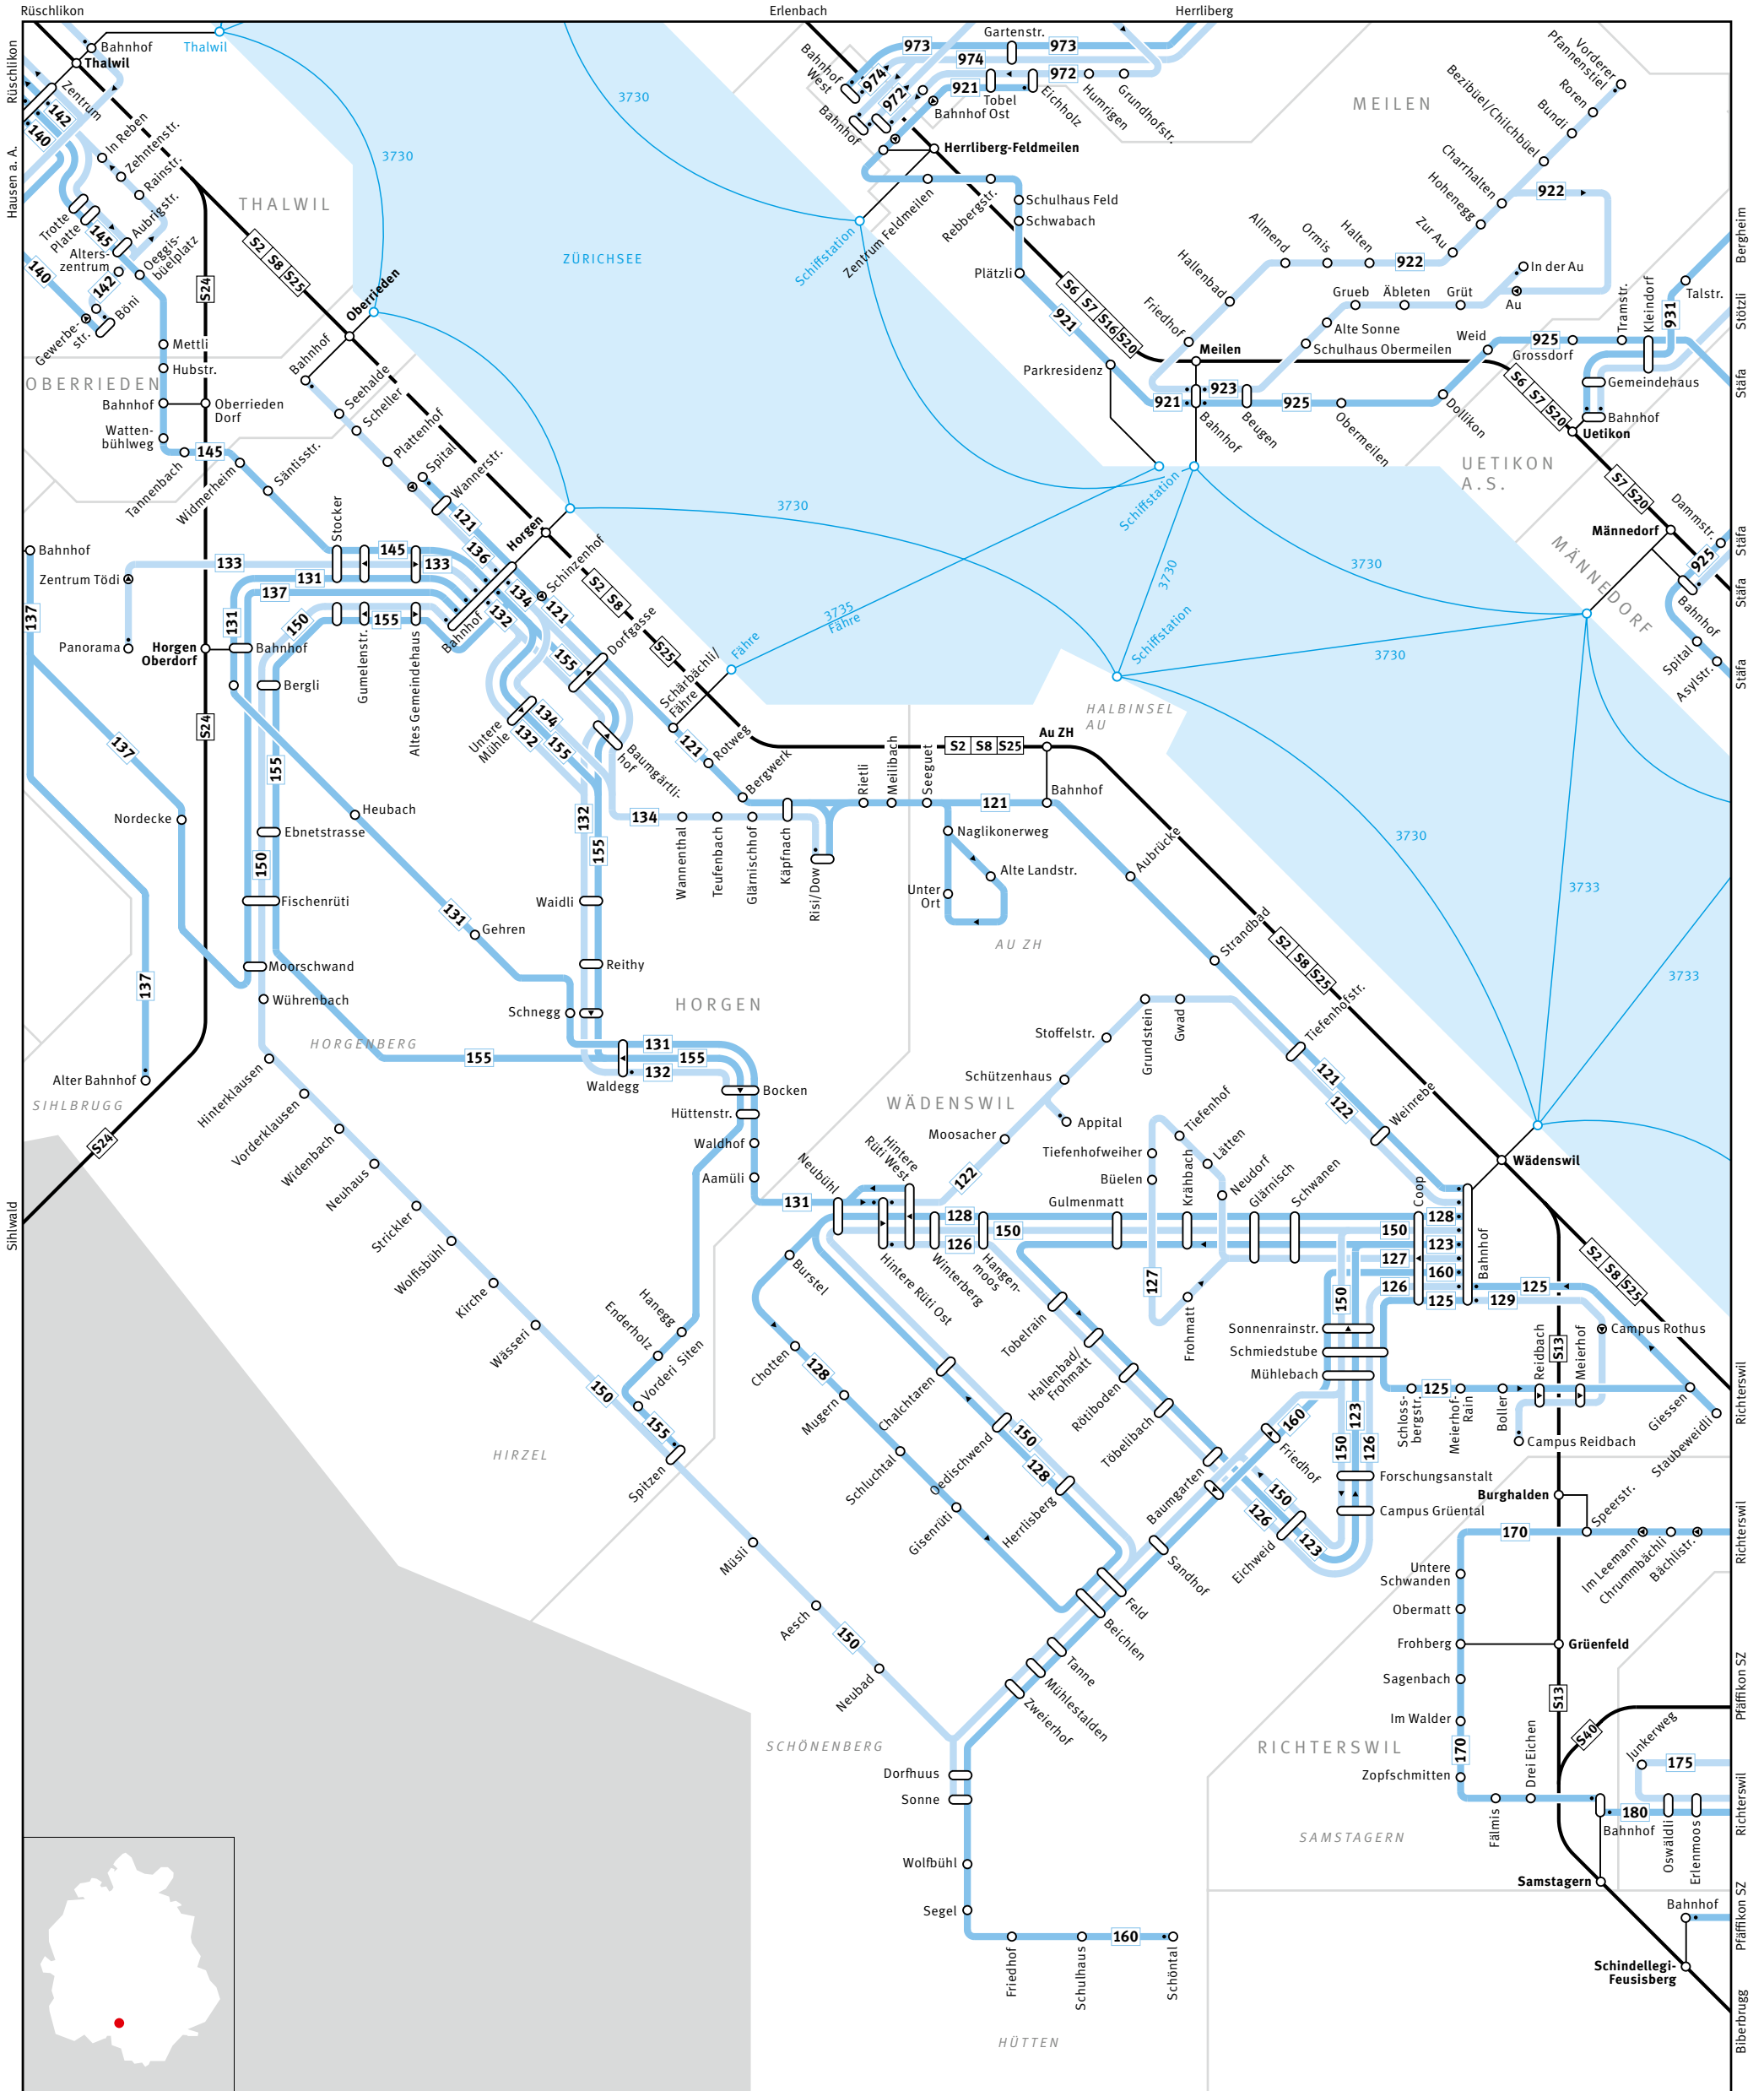 Rüschlikon
Erlenbach
Herrliberg
Rüschlikon
Hausen a. A.
Sihlwald
Bergheim
Stötzli
Stäfa
Stäfa
Stäfa
Stäfa
Richterswil
Richterswil
Pfäffikon SZ
Richterswil
Pfäffikon SZ
Biberbrugg
Bahnhof
Thalwil
Thalwil
Zentrum
142
140
In Reben
Zehntenstr.
Rainstr.
Aubrigstr.
Trotte
Platte
145
Alters-
zentrum
Oeggis-
büelplatz
142
140
Böni
Gewerbe-
str.
THALWIL
S24
S2 S8 S25
3730
3730
ZÜRICHSEE
Oberrieden
Bahnhof
Mettli
Hubstr.
OBERRIEDEN
Bahnhof
Oberrieden
Dorf
Watten-
bühlweg
Tannenbach
145
Widmerheim
Säntisstr.
Seehalde
Scheller
Plattenhof
Spital
Wannerstr.
121
136
Horgen
Stocker
145
133
133
131
137
131
150
155
Bahnhof
Zentrum Tödi
Panorama
137
Horgen
Oberdorf
Bahnhof
Bergli
Gumelenstr.
Altes Gemeindehaus
Bahnhof
134
132
Schinzenhof
121
S2 S8
S25
155
Dorfgasse
Untere
Mühle
134
132
155
Baumgärtli-
hof
Schärbächli/
Fähre
Fähre
3735
Fähre
121
Rotweg
Bergwerk
S24
137
Nordecke
137
155
150
Ebnetstrasse
Fischenrüti
Moorschwand
Wührenbach
Heubach
131
Gehren
Schnegg
132
155
Waidli
Reithy
134
Wannenthal
Teufenbach
Glärnischhof
Käpfnach
Risi/Dow
Rietli
Meilibach
Seeguet
S2 S8 S25
Au ZH
HALBINSEL
AU
121
Bahnhof
Naglikonerweg
Alte Landstr.
Unter
Ort
AU ZH
Aubrücke
Strandbad
S2 S8 S25
Tiefenhofstr.
121
122
Weinrebe
Wädenswil
HORGEN
HORGENBERG
Alter Bahnhof
SIHLBRUGG
S24
155
131
155
132
Waldegg
Bocken
Hüttenstr.
Waldhof
Aamüli
131
Hinterklausen
Vorderklausen
Widenbach
Neuhaus
Strickler
Wolfisbühl
Kirche
Wässeri
150
HIRZEL
Hanegg
Enderholz
Vorderi Siten
155
Spitzen
Müsli
Aesch
150
Neubad
Gartenstr.
973
973
974
974
972
972
921
Bahnhof
West
Bahnhof
Bahnhof Ost
Tobel
Eichholz
Humrigen
Grundhofstr.
Herrliberg-Feldmeilen
Schiffstation
Zentrum Feldmeilen
Rebbergstr.
Schulhaus Feld
Schwabach
Plätzli
921
S6 S7 S16 S20
Parkresidenz
921
Meilen
923
Bahnhof
Beugen
925
Obermeilen
Dollikon
Weid
925
Grossdorf
Tramstr.
Kleindorf
931
Talstr.
Gemeindehaus
Bahnhof
Uetikon
S6 S7 S20
UETIKON
A.S.
MEILEN
Vorderer
Pfannenstiel
Roren
Bundi
Bezibüel/Chilchbüel
Charrhalten
922
Hohenegg
Zur Au
922
Halten
Ormis
Allmend
Hallenbad
Friedhof
In der Au
Au
Grüt
Äbleten
Grueb
Alte Sonne
Schulhaus Obermeilen
Schiffstation
3730
3730
3730
3730
S7 S20
Männedorf
MÄNNEDORF
Dammstr.
925
Bahnhof
Spital
Asylstr.
Schiffstation
3730
3730
3733
3733
WÄDENSWIL
Grundstein
Gwad
Stoffelstr.
Schützenhaus
Appital
Moosacher
122
Hintere
Rüti West
Neubühl
128
126
150
Hintere Rüti Ost
Winterberg
Hangen-
moos
Tiefenhofweiher
Büelen
Tiefenhof
Lätten
Neudorf
Krähbach
Glärnisch
Schwanen
Gulmenmatt
127
Frohmatt
Coop
Bahnhof
150
128
123
127
160
126
125
125
129
S2 S8 S25
Campus Rothus
Sonnenrainstr.
Schmiedstube
Mühlebach
150
160
150
123
126
Friedhof
Forschungsanstalt
Campus Grüental
Schloss-
bergstr.
125
Meierhof-
Rain
Boller
Reidbach
Meierhof
S13
Campus Reidbach
Giessen
Staubeweidli
Burstel
Chotten
128
Mugern
Schluchtal
Gisenrüti
Chalchtaren
Oedischwend
150
128
Herrlisberg
Tobelrain
Hallenbad/
Frohmatt
Rötiboden
Töbelibach
Baumgarten
150
126
Eichweid
123
Sandhof
Feld
Beichlen
Tanne
Mühlestalden
Zweierhof
SCHÖNENBERG
Dorfhuus
Sonne
Wolfbühl
Segel
Friedhof
Schulhaus
160
Schöntal
HÜTTEN
Burghalden
Speerstr.
170
Im Leemann
Chrummbächli
Bächlistr.
Untere
Schwanden
Obermatt
Frohberg
Grüenfeld
Sagenbach
Im Walder
170
Zopfschmitten
S13
S40
RICHTERSWIL
SAMSTAGERN
Fälmis
Drei Eichen
Junkerweg
175
180
Bahnhof
Oswäldli
Erlenmoos
Samstagern
Bahnhof
Schindellegi-
Feusisberg